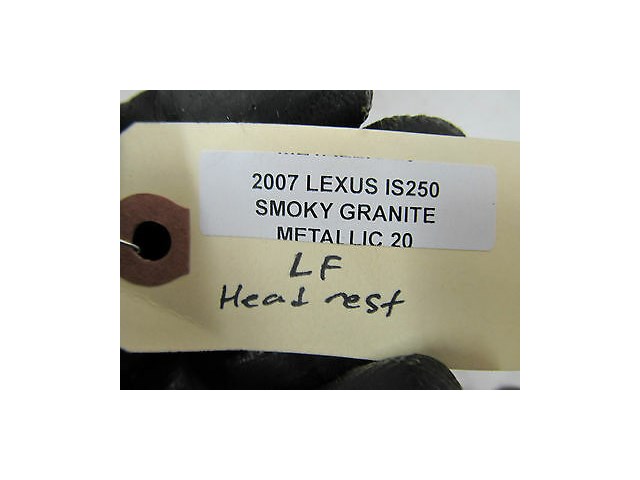 2007 LEXUS IS250
SMOKY GRANITE
METALLIC 20
LF
Head rest